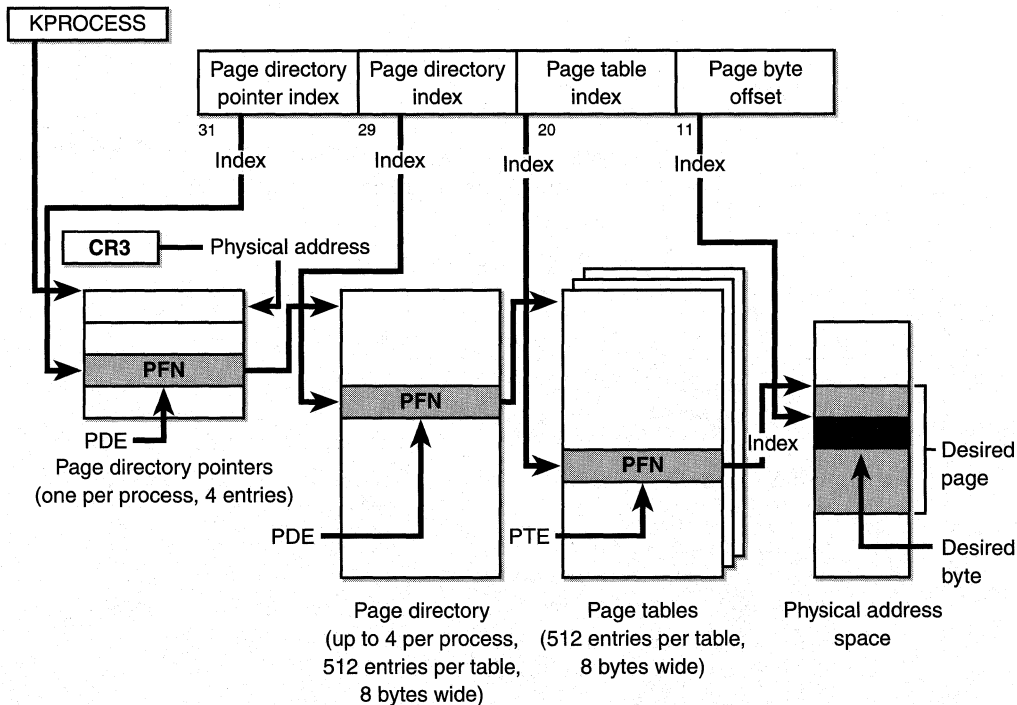 KPROCESS
Page directory pointer index
Page directory index
Page table index
Page byte offset
31
29
20
11
Index
Index
Index
Index
CR3
Physical address
PFN
PFN
PFN
Index
PDE
Page directory pointers
(one per process, 4 entries)
PDE
PTE
Desired page
Desired byte
Page directory
(up to 4 per process,
512 entries per table,
8 bytes wide)
Page tables
(512 entries per table,
8 bytes wide)
Physical address
space